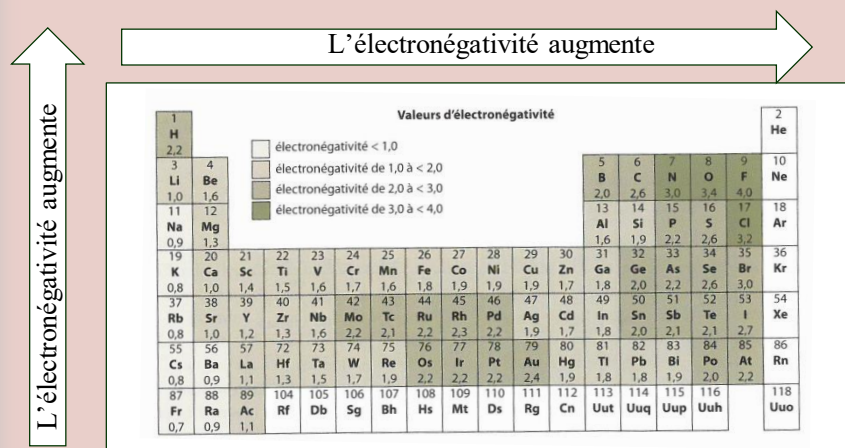 L'électronégativité augmente
L'électronégativité augmente
Valeurs d'électronégativité
électronégativité < 1,0
électronégativité de 1,0 à < 2,0
électronégativité de 2,0 à < 3,0
électronégativité de 3,0 à < 4,0
1 2
H He
2,2
3 4 5 6 7 8 9 10
Li Be B C N O F Ne
1,0 1,6 2,0 2,6 3,0 3,4 4,0
11 12 13 14 15 16 17 18
Na Mg Al Si P S Cl Ar
0,9 1,3 1,6 1,9 2,2 2,6 3,2
19 20 21 22 23 24 25 26 27 28 29 30 31 32 33 34 35 36
K Ca Sc Ti V Cr Mn Fe Co Ni Cu Zn Ga Ge As Se Br Kr
0,8 1,0 1,4 1,5 1,6 1,7 1,6 1,8 1,9 1,9 1,9 1,7 1,8 2,0 2,2 2,6 3,0
37 38 39 40 41 42 43 44 45 46 47 48 49 50 51 52 53 54
Rb Sr Y Zr Nb Mo Tc Ru Rh Pd Ag Cd In Sn Sb Te I Xe
0,8 1,0 1,2 1,3 1,6 2,2 2,1 2,2 2,3 2,2 1,9 1,7 1,8 2,0 2,1 2,1 2,7
55 56 57 72 73 74 75 76 77 78 79 80 81 82 83 84 85 86
Cs Ba La Hf Ta W Re Os Ir Pt Au Hg Tl Pb Bi Po At Rn
0,8 0,9 1,1 1,3 1,5 1,7 1,9 2,2 2,2 2,2 2,4 1,9 1,8 1,8 1,9 2,0 2,2
87 88 89 104 105 106 107 108 109 110 111 112 113 114 115 116 118
Fr Ra Ac Rf Db Sg Bh Hs Mt Ds Rg Cn Uut Uuq Uup Uuh Uuo
0,7 0,9 1,1